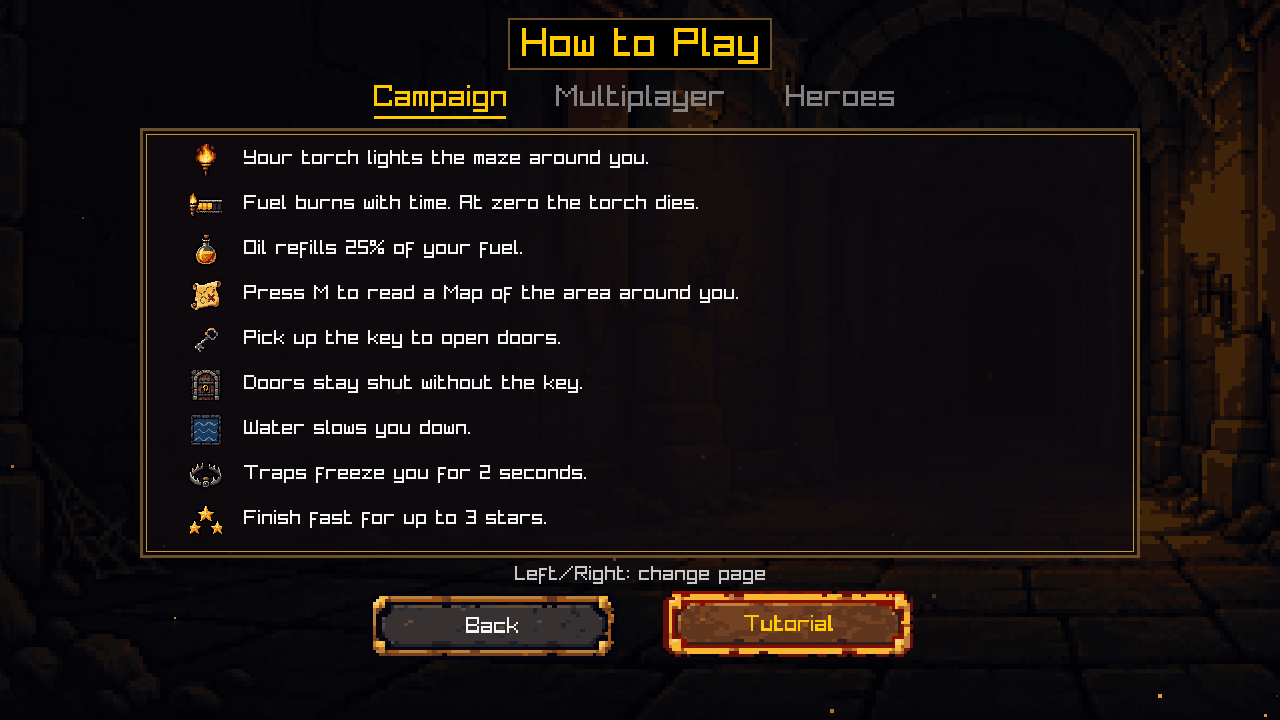 How to Play
Campaign Multiplayer Heroes
Your torch lights the maze around you.
Fuel burns with time. At zero the torch dies.
Oil refills 25% of your fuel.
Press M to read a Map of the area around you.
Pick up the key to open doors.
Doors stay shut without the key.
Water slows you down.
Traps freeze you for 2 seconds.
Finish fast for up to 3 stars.
Left/Right: change page
Back Tutorial